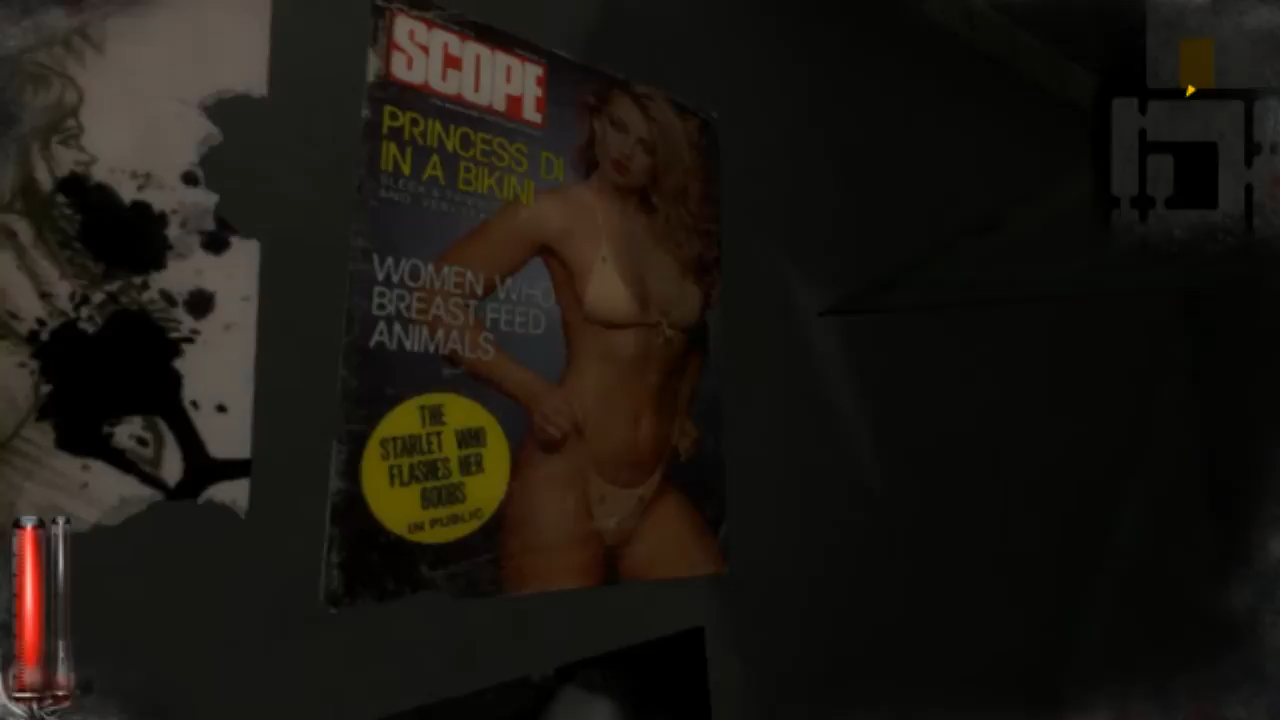 SCOPE
PRINCESS DI
IN A BIKINI
WOMEN WHO
BREAST FEED
ANIMALS
THE
STARLET WHO
FLASHES HER
BOOBS
IN PUBLIC